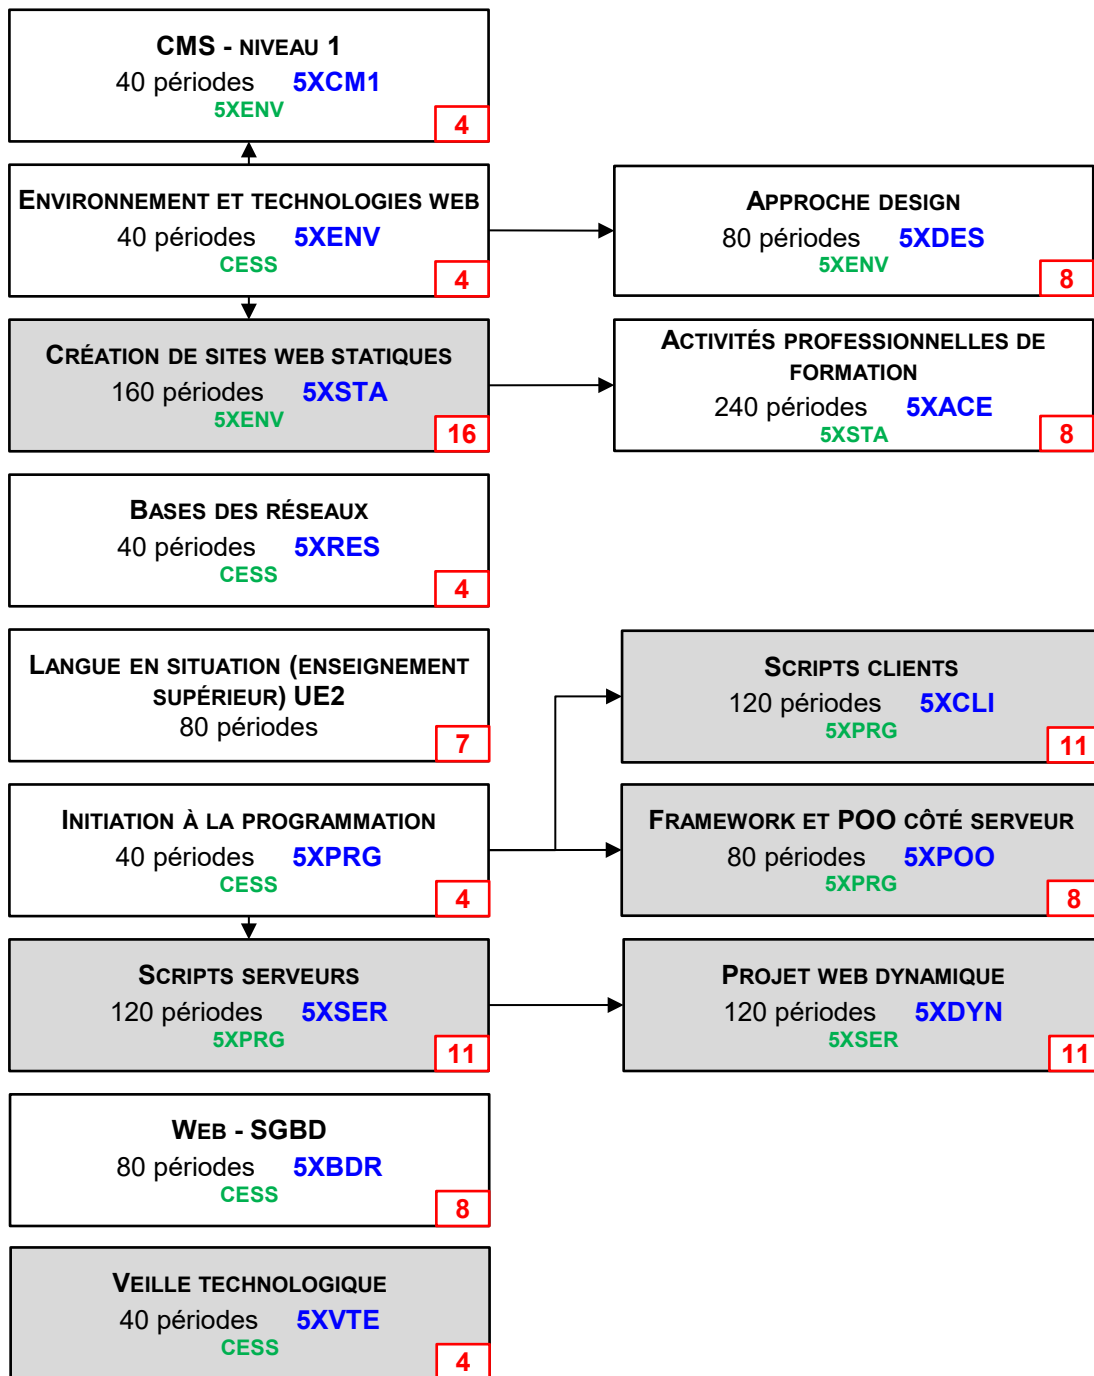 CMS - NIVEAU 1
40 périodes 5XCM1
5XENV
4
ENVIRONNEMENT ET TECHNOLOGIES WEB
40 périodes 5XENV
CESS
4
APPROCHE DESIGN
80 périodes 5XDES
5XENV
8
CRÉATION DE SITES WEB STATIQUES
160 périodes 5XSTA
5XENV
16
ACTIVITÉS PROFESSIONNELLES DE
FORMATION
240 périodes 5XACE
5XSTA
8
BASES DES RÉSEAUX
40 périodes 5XRES
CESS
4
LANGUE EN SITUATION (ENSEIGNEMENT
SUPÉRIEUR) UE2
80 périodes
7
SCRIPTS CLIENTS
120 périodes 5XCLI
5XPRG
11
INITIATION À LA PROGRAMMATION
40 périodes 5XPRG
CESS
4
FRAMEWORK ET POO CÔTÉ SERVEUR
80 périodes 5XPOO
5XPRG
8
SCRIPTS SERVEURS
120 périodes 5XSER
5XPRG
11
PROJET WEB DYNAMIQUE
120 périodes 5XDYN
5XSER
11
WEB - SGBD
80 périodes 5XBDR
CESS
8
VEILLE TECHNOLOGIQUE
40 périodes 5XVTE
CESS
4